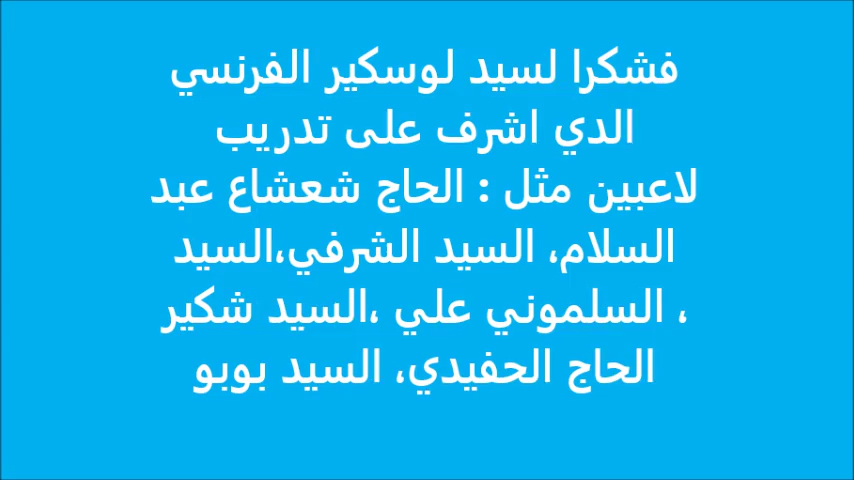 فشكرا لسيد لوسكير الفرنسي
الدي اشرف على تدريب
لاعبين مثل : الحاج شعشاع عبد
السلام، السيد الشرفي،السيد
، السلموني علي ،السيد شكير
الحاج الحفيدي، السيد بوبو